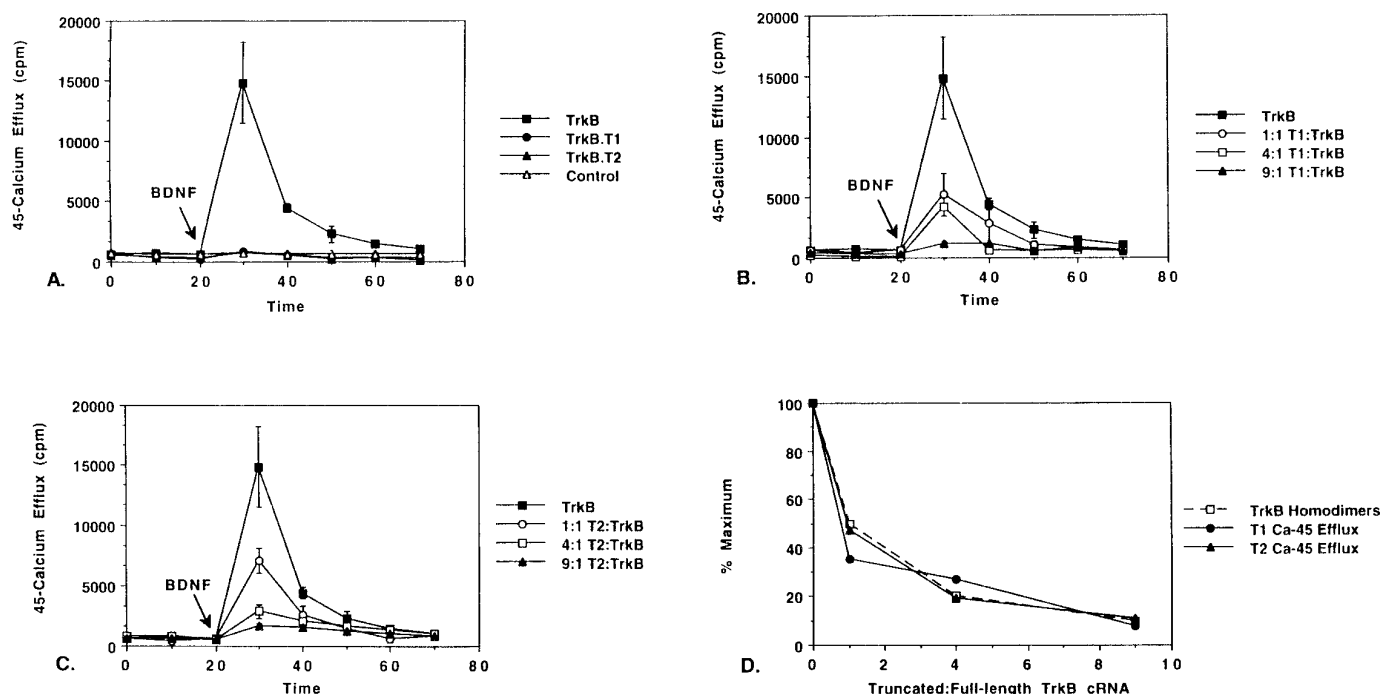 20000
15000
10000
5000
0
45-Calcium Efflux (cpm)
BDNF
0 20 40 60 80
Time
A.
TrkB
TrkB.T1
TrkB.T2
Control
20000
15000
10000
5000
0
45-Calcium Efflux (cpm)
BDNF
0 20 40 60 80
Time
B.
TrkB
1:1 T1:TrkB
4:1 T1:TrkB
9:1 T1:TrkB
20000
15000
10000
5000
0
45-Calcium Efflux (cpm)
BDNF
0 20 40 60 80
Time
C.
TrkB
1:1 T2:TrkB
4:1 T2:TrkB
9:1 T2:TrkB
100
80
60
40
20
0
% Maximum
0 2 4 6 8 10
Truncated:Full-length TrkB cRNA
D.
TrkB Homodimers
T1 Ca-45 Efflux
T2 Ca-45 Efflux